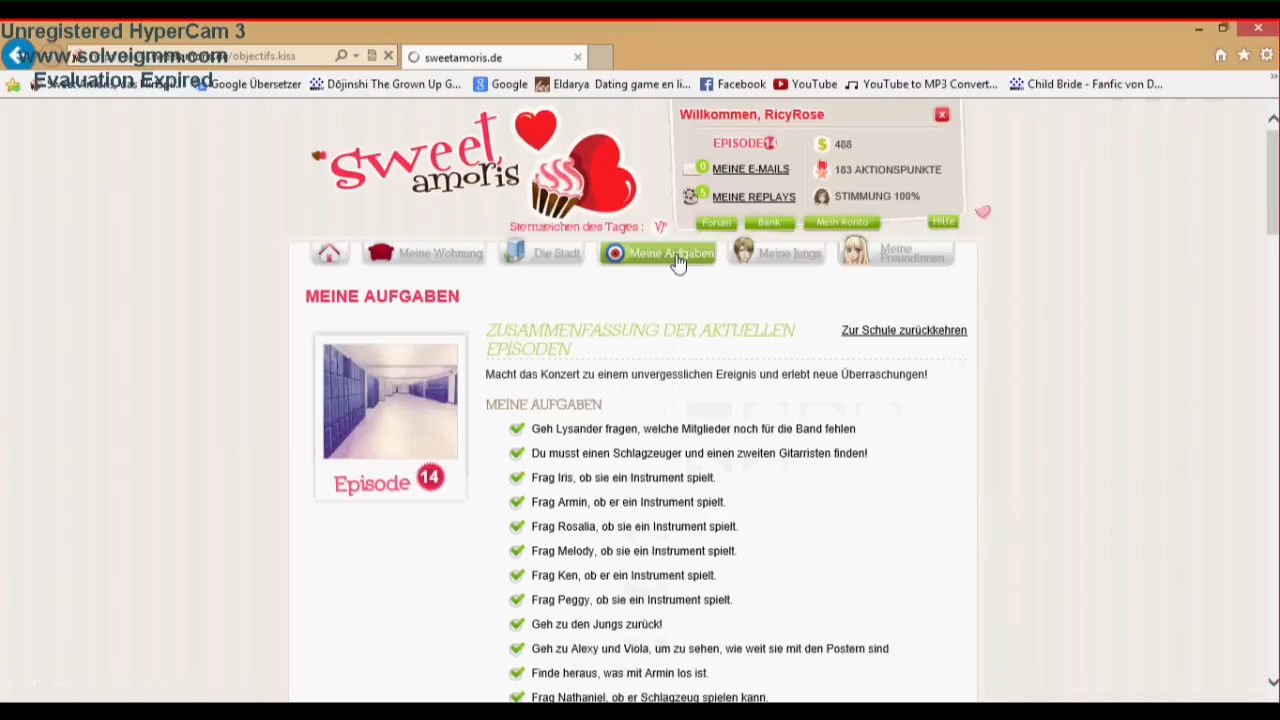 Unregistered HyperCam 3
www.solveigmm.com
Evaluation Expired
/objectifs.kiss
sweetamoris.de
Google Übersetzer
Dōjinshi The Grown Up G...
Google
Eldarya
Dating game en li...
Facebook
YouTube
YouTube to MP3 Convert...
Child Bride - Fanfic von D...
sweet amoris
Willkommen, RicyRose
EPISODE 14
488
0 MEINE E-MAILS
183 AKTIONSPUNKTE
5 MEINE REPLAYS
STIMMUNG 100%
Forum
Bank
Mein Konto
Hilfe
Sternzeichen des Tages :
Meine Wohnung
Die Stadt
Meine Aufgaben
Meine Jungs
Meine Freundinnen
MEINE AUFGABEN
ZUSAMMENFASSUNG DER AKTUELLEN
EPISODEN
Zur Schule zurückkehren
Macht das Konzert zu einem unvergesslichen Ereignis und erlebt neue Überraschungen!
MEINE AUFGABEN
Episode 14
Geh Lysander fragen, welche Mitglieder noch für die Band fehlen
Du musst einen Schlagzeuger und einen zweiten Gitarristen finden!
Frag Iris, ob sie ein Instrument spielt.
Frag Armin, ob er ein Instrument spielt.
Frag Rosalia, ob sie ein Instrument spielt.
Frag Melody, ob sie ein Instrument spielt.
Frag Ken, ob er ein Instrument spielt.
Frag Peggy, ob sie ein Instrument spielt.
Geh zu den Jungs zurück!
Geh zu Alexy und Viola, um zu sehen, wie weit sie mit den Postern sind
Finde heraus, was mit Armin los ist.
Frag Nathaniel, ob er Schlagzeug spielen kann.